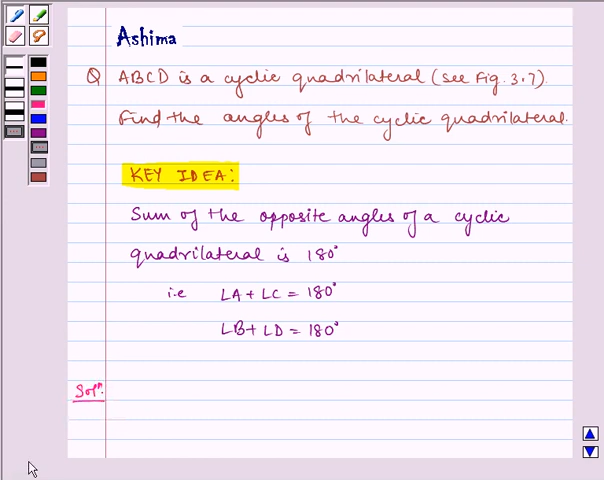 Ashima
Q ABCD is a cyclic quadrilateral (see Fig. 3.7).
Find the angles of the cyclic quadrilateral.
KEY IDEA:
Sum of the opposite angles of a cyclic
quadrilateral is 180°
i.e ∠A + ∠C = 180°
∠B + ∠D = 180°
Solⁿ.